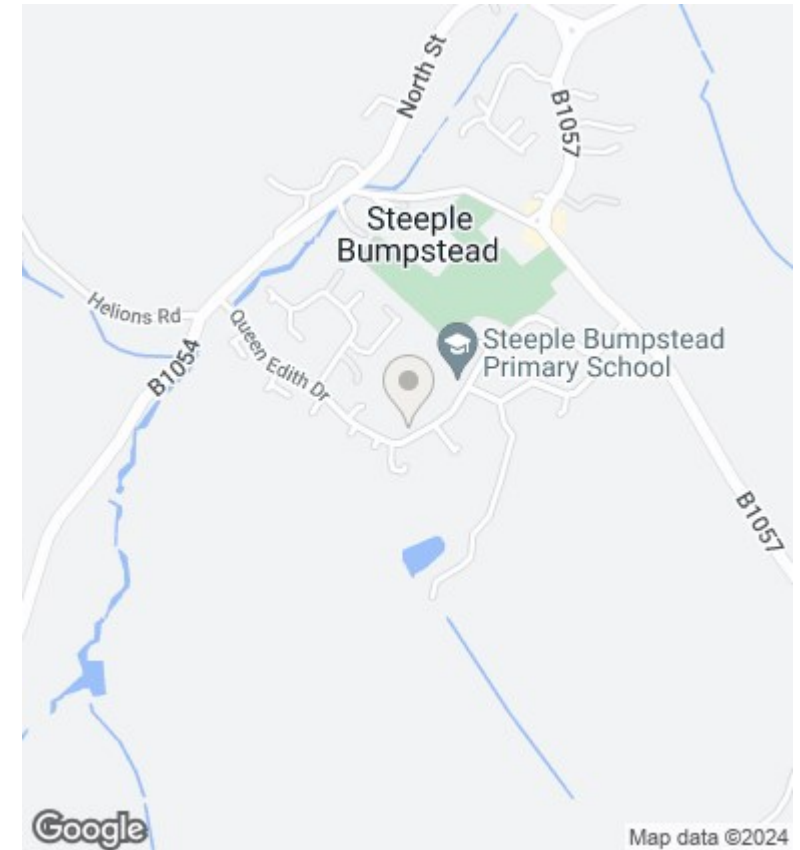 North St
B1057
Steeple
Bumpstead
Helions Rd
Queen Edith Dr
B1054
Steeple Bumpstead
Primary School
B1057
Google
Map data ©2024